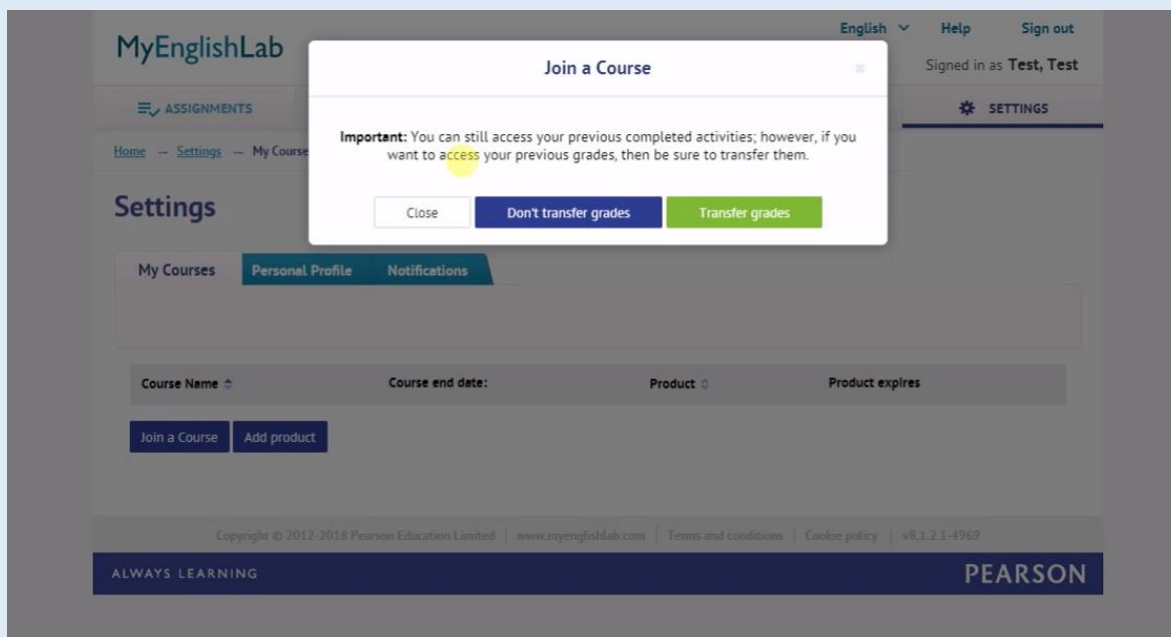 MyEnglishLab
English Help Sign out
Signed in as Test, Test
Join a Course
ASSIGNMENTS
SETTINGS
Home → Settings → My Course
Important: You can still access your previous completed activities; however, if you
want to access your previous grades, then be sure to transfer them.
Close Don't transfer grades Transfer grades
Settings
My Courses Personal Profile Notifications
Course Name Course end date: Product Product expires
Join a Course Add product
Copyright © 2012-2018 Pearson Education Limited | www.myenglishlab.com | Terms and conditions | Cookie policy | v8.1.2.1-4969
ALWAYS LEARNING
PEARSON